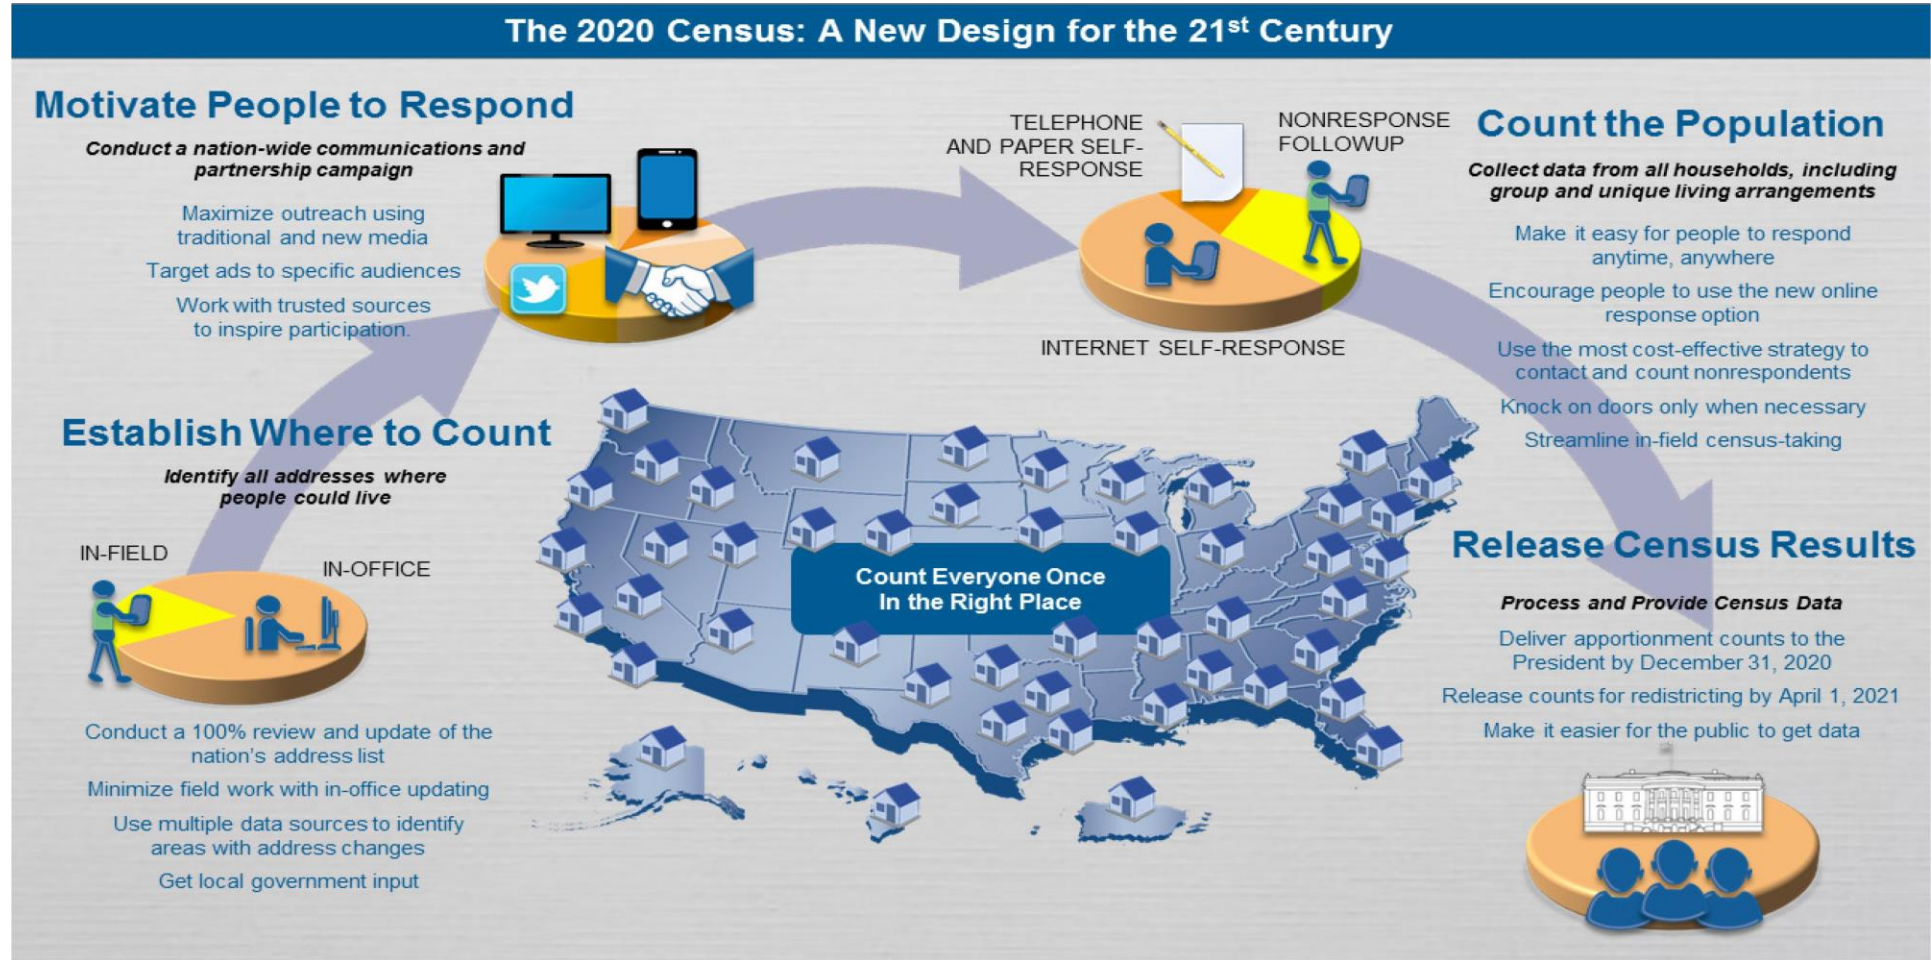 The 2020 Census: A New Design for the 21st Century
Motivate People to Respond
Conduct a nation-wide communications and
partnership campaign
Maximize outreach using
traditional and new media
Target ads to specific audiences
Work with trusted sources
to inspire participation.
TELEPHONE
AND PAPER SELF-
RESPONSE
NONRESPONSE
FOLLOWUP
INTERNET SELF-RESPONSE
Count the Population
Collect data from all households, including
group and unique living arrangements
Make it easy for people to respond
anytime, anywhere
Encourage people to use the new online
response option
Use the most cost-effective strategy to
contact and count nonrespondents
Knock on doors only when necessary
Streamline in-field census-taking
Establish Where to Count
Identify all addresses where
people could live
IN-FIELD
IN-OFFICE
Conduct a 100% review and update of the
nation's address list
Minimize field work with in-office updating
Use multiple data sources to identify
areas with address changes
Get local government input
Count Everyone Once
In the Right Place
Release Census Results
Process and Provide Census Data
Deliver apportionment counts to the
President by December 31, 2020
Release counts for redistricting by April 1, 2021
Make it easier for the public to get data